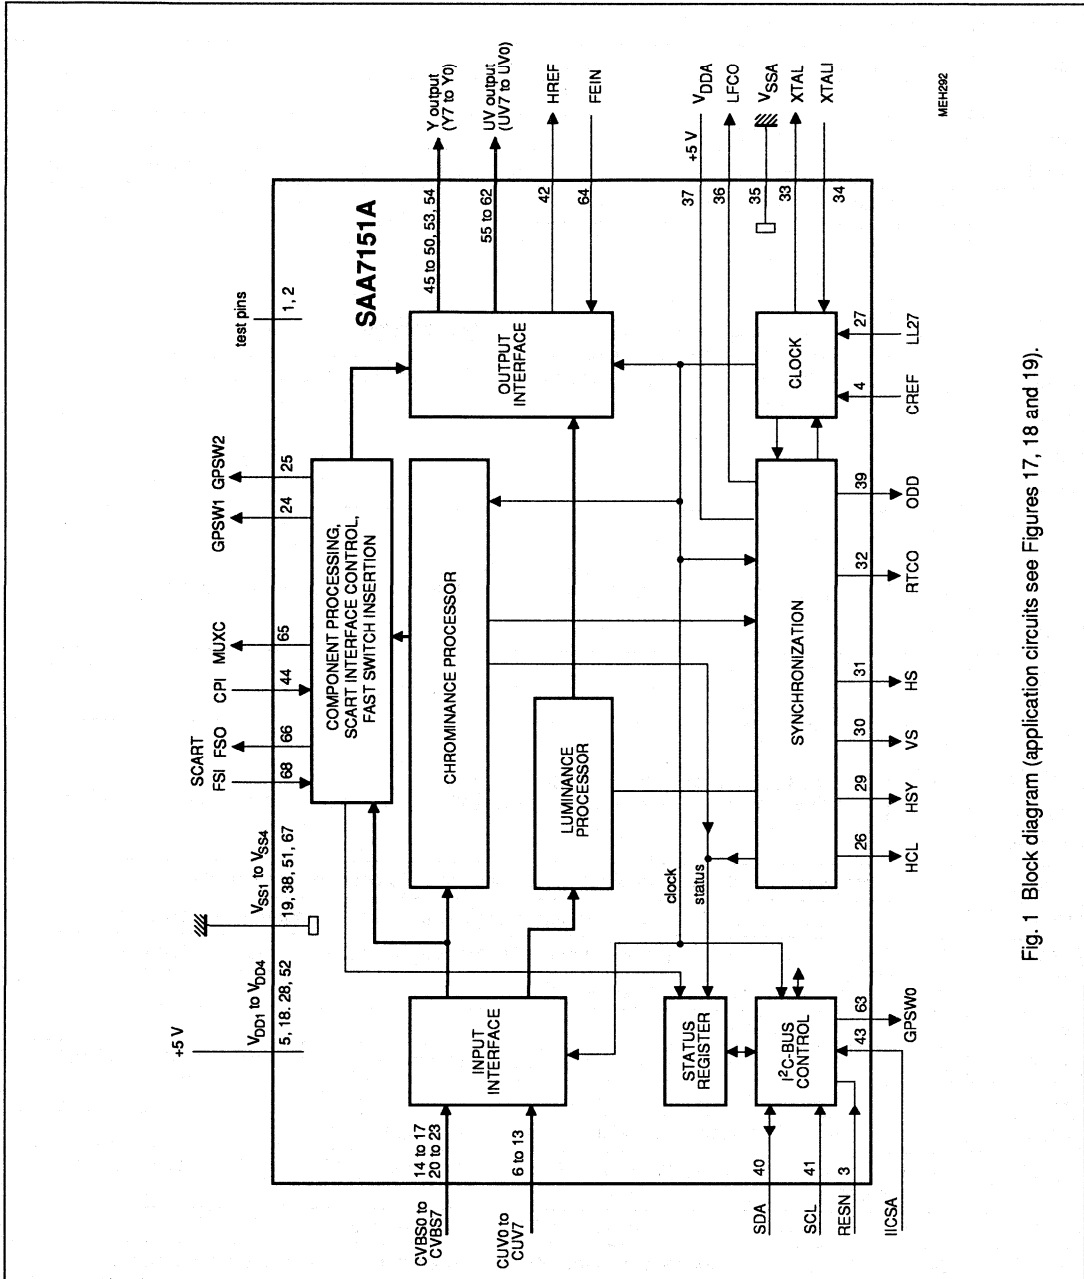 +5 V
V_DD1 to V_DD4
5, 18. 28, 52
V_SS1 to V_SS4
19, 38, 51, 67
SCART
FSI FSO
68
66
CPI MUXC
44
65
GPSW1 GPSW2
24
25
test pins
1, 2
SAA7151A
COMPONENT PROCESSING,
SCART INTERFACE CONTROL,
FAST SWITCH INSERTION
CHROMINANCE PROCESSOR
LUMINANCE
PROCESSOR
INPUT
INTERFACE
OUTPUT
INTERFACE
CVBS0 to
CVBS7
14 to 17
20 to 23
CUV0 to
CUV7
6 to 13
Y output
(Y7 to Y0)
45 to 50, 53, 54
UV output
(UV7 to UV0)
55 to 62
HREF
42
FEIN
64
clock
status
STATUS
REGISTER
I²C-BUS
CONTROL
SYNCHRONIZATION
CLOCK
+5 V
V_DDA
37
LFCO
36
V_SSA
35
XTAL
33
XTALI
34
SDA
40
SCL
41
RESN
3
IICSA
43
63
GPSW0
26
HCL
29
HSY
30
VS
31
HS
32
RTCO
39
ODD
4
CREF
27
LL27
MEH292
Fig. 1 Block diagram (application circuits see Figures 17, 18 and 19).